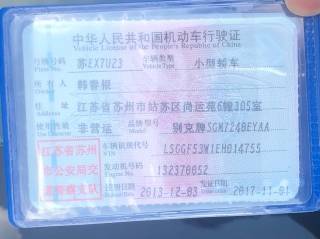 中华人民共和国机动车行驶证
Vehicle License of the People's Republic of China
号牌号码 苏EX7U23 车辆类型 小型轿车
Plate No. Vehicle Type
所有人 韩香根
Owner
住址 江苏省苏州市姑苏区尚运苑6幢305室
Address
使用性质 非营运 品牌型号 别克牌SGM7248EYAA
Use Character Model
江苏省苏州 车辆识别代号 LSGGF53W1EH014755
VIN
市公安局交 发动机号码 132370052
Engine No.
通警察支队 注册日期 2013-12-03 发证日期 2017-11-01
Register Date Issue Date